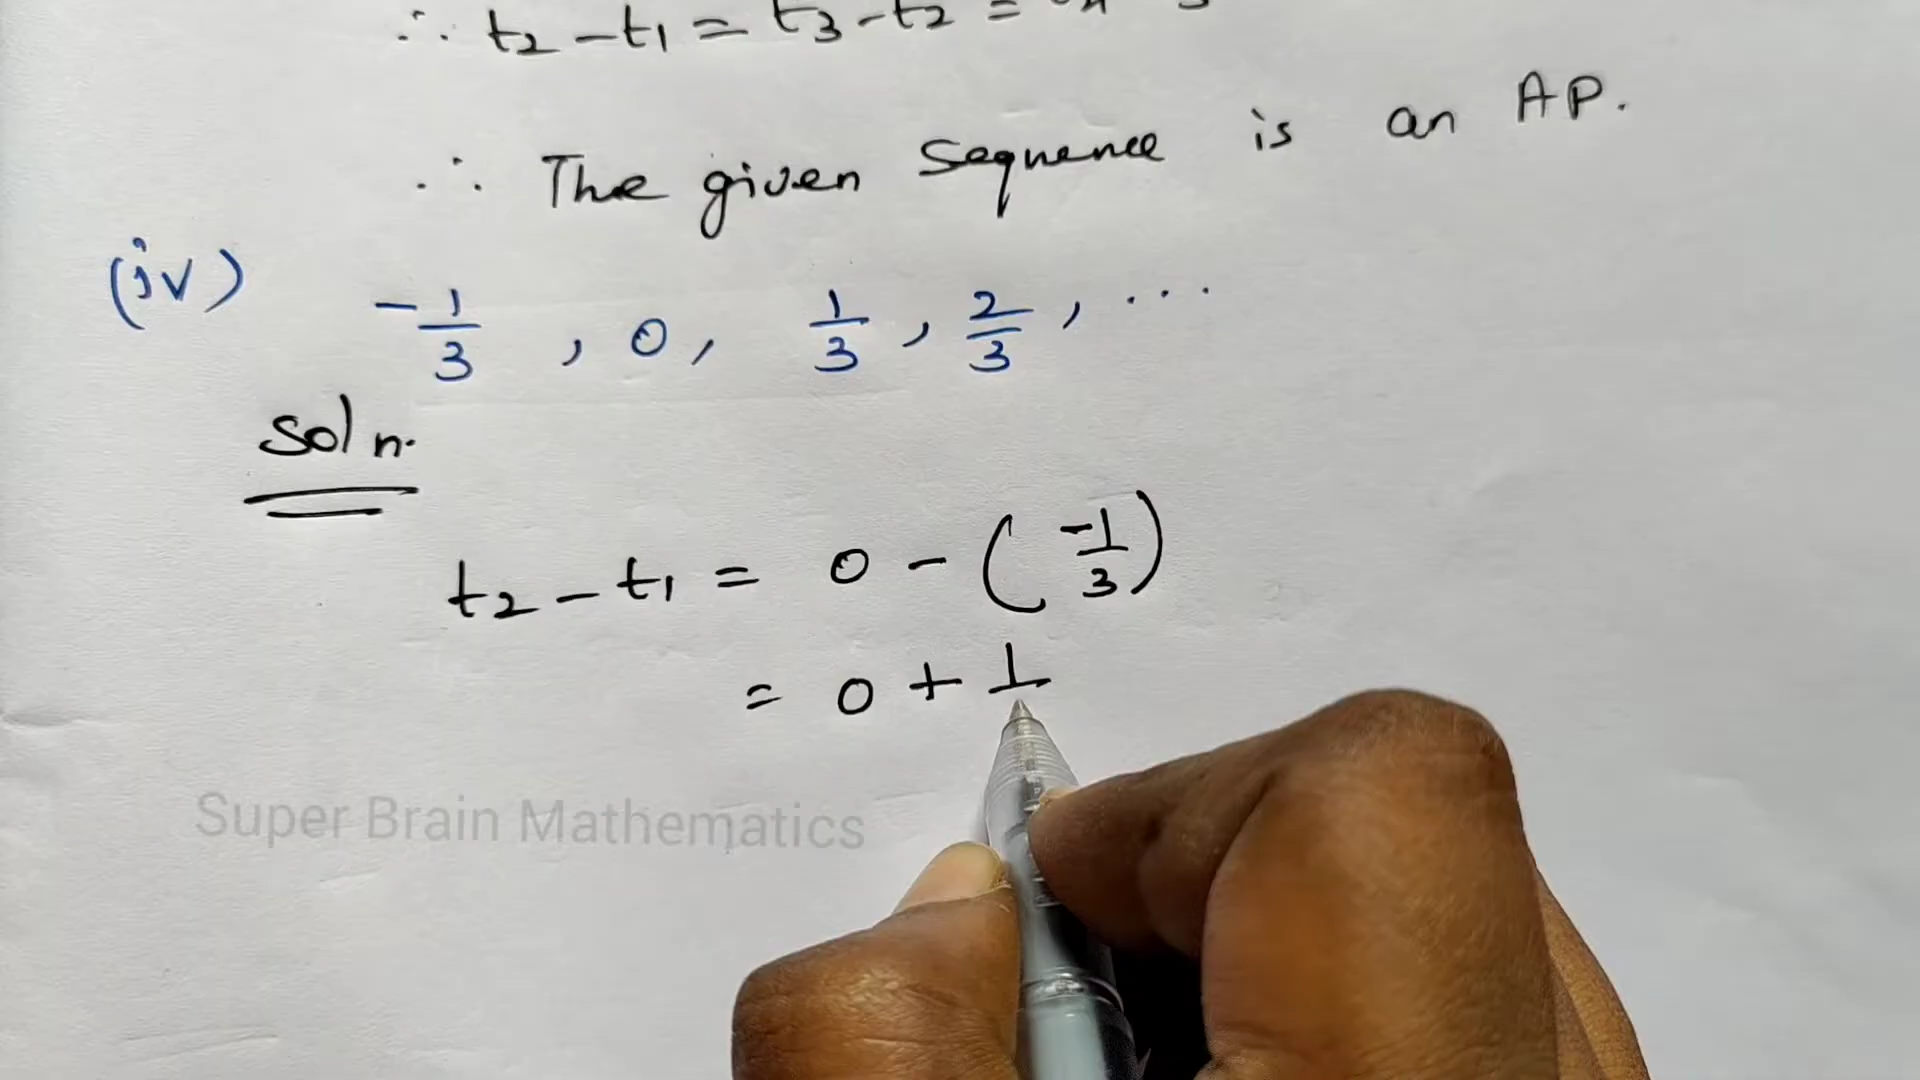 ∴ t2 - t1 = t3 - t2 =
∴ The given Sequence is an AP.
(iv) -1/3, 0, 1/3, 2/3, ...
Soln.
t2 - t1 = 0 - (-1/3)
= 0 + 1
Super Brain Mathematics